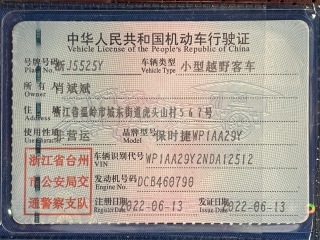 中华人民共和国机动车行驶证
Vehicle License of the People's Republic of China
号牌号码 浙J5525Y 车辆类型 小型越野客车
Plate No. Vehicle Type
所有人 肖斌斌
Owner
住址 浙江省温岭市城东街道虎头山村567号
Address
使用性质 非营运 品牌型号 保时捷WP1AA29Y
Use Character Model
浙江省台州 车辆识别代号 WP1AA29Y2NDA12512
VIN
市公安局交 发动机号码 DCB460798
Engine No.
通警察支队 注册日期 2022-06-13 发证日期 2022-06-13
Register Date Issue Date